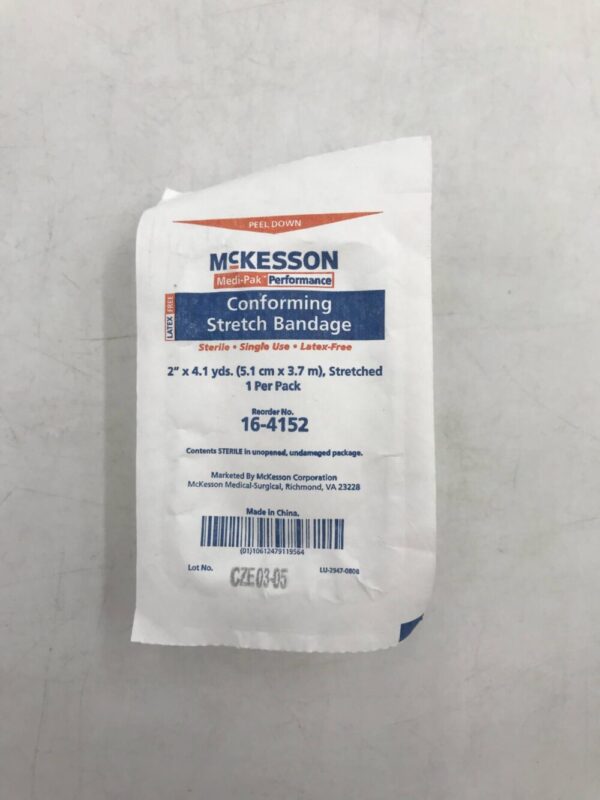 PEEL DOWN
McKESSON
Medi-Pak™ Performance
LATEX FREE
Conforming
Stretch Bandage
Sterile • Single Use • Latex-Free
2" x 4.1 yds. (5.1 cm x 3.7 m), Stretched
1 Per Pack
Reorder No.
16-4152
Contents STERILE in unopened, undamaged package.
Marketed By McKesson Corporation
McKesson Medical-Surgical, Richmond, VA 23228
Made in China.
(01)10612479119564
Lot No.
CZE03-05
LU-2947-0808